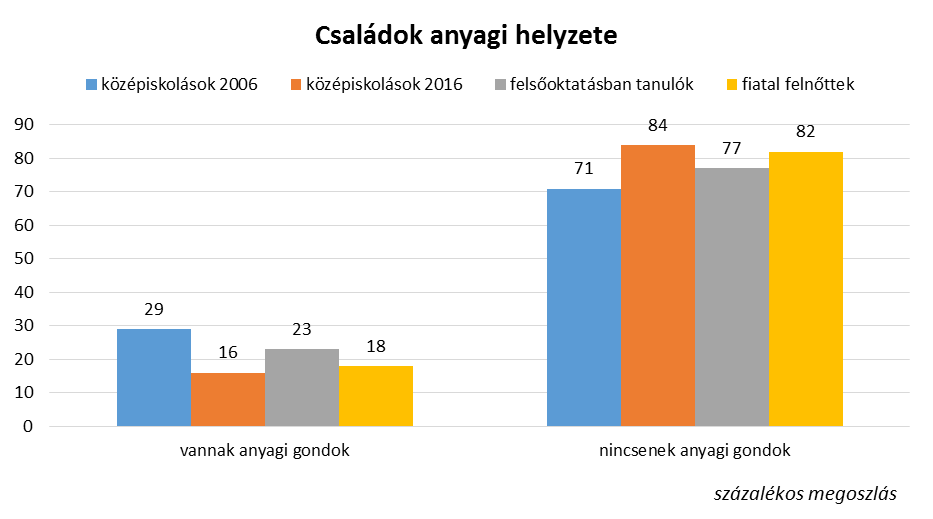 Családok anyagi helyzete
középiskolások 2006 középiskolások 2016 felsőoktatásban tanulók fiatal felnőttek
90
80
70
60
50
40
30
20
10
0
29 16 23 18 71 84 77 82
vannak anyagi gondok nincsenek anyagi gondok
százalékos megoszlás